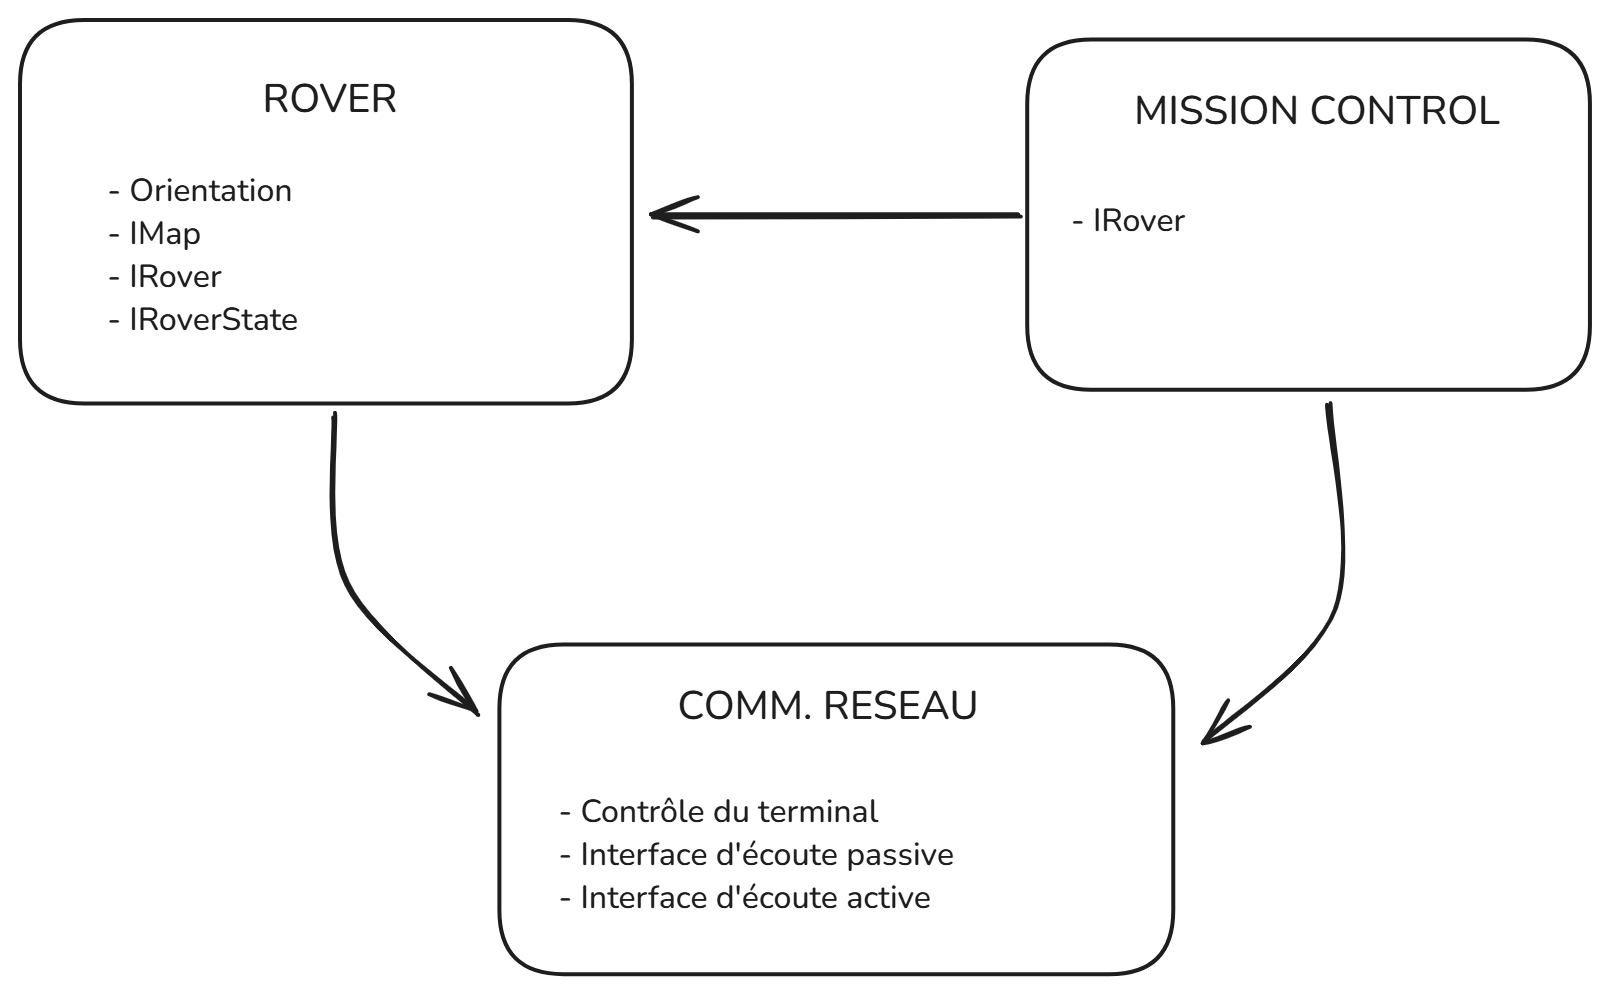 ROVER
- Orientation
- IMap
- IRover
- IRoverState
MISSION CONTROL
- IRover
COMM. RESEAU
- Contrôle du terminal
- Interface d'écoute passive
- Interface d'écoute active